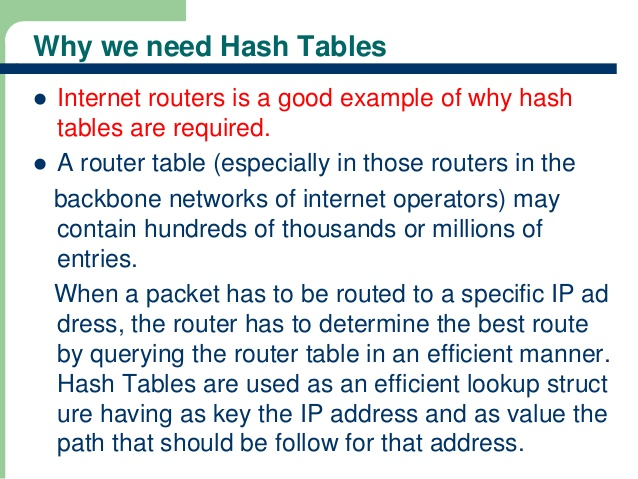 Why we need Hash Tables
Internet routers is a good example of why hash
tables are required.
A router table (especially in those routers in the
backbone networks of internet operators) may
contain hundreds of thousands or millions of
entries.
When a packet has to be routed to a specific IP ad
dress, the router has to determine the best route
by querying the router table in an efficient manner.
Hash Tables are used as an efficient lookup struct
ure having as key the IP address and as value the
path that should be follow for that address.